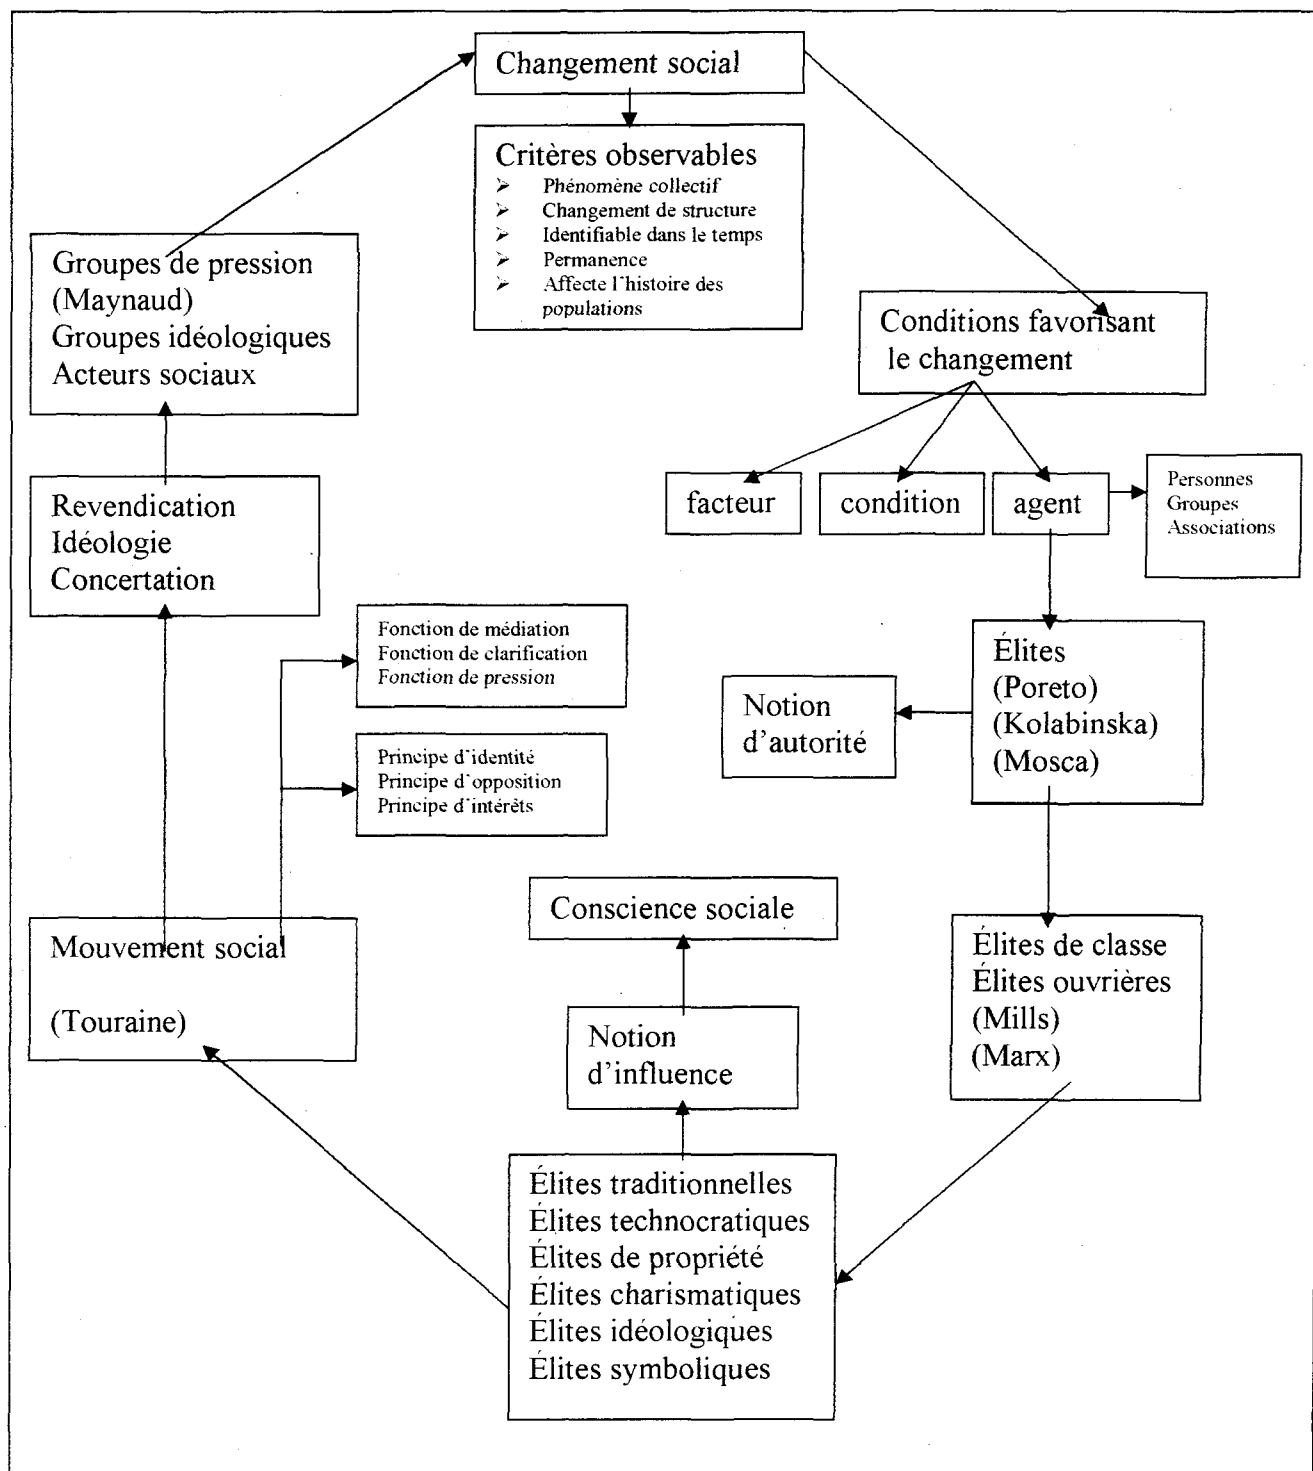 Changement social
Critères observables
➢ Phénomène collectif
➢ Changement de structure
➢ Identifiable dans le temps
➢ Permanence
➢ Affecte l'histoire des
populations
Groupes de pression
(Maynaud)
Groupes idéologiques
Acteurs sociaux
Conditions favorisant
le changement
facteur
condition
agent
Personnes
Groupes
Associations
Revendication
Idéologie
Concertation
Fonction de médiation
Fonction de clarification
Fonction de pression
Élites
(Poreto)
(Kolabinska)
(Mosca)
Notion
d'autorité
Principe d'identité
Principe d'opposition
Principe d'intérêts
Conscience sociale
Mouvement social
(Touraine)
Élites de classe
Élites ouvrières
(Mills)
(Marx)
Notion
d'influence
Élites traditionnelles
Élites technocratiques
Élites de propriété
Élites charismatiques
Élites idéologiques
Élites symboliques